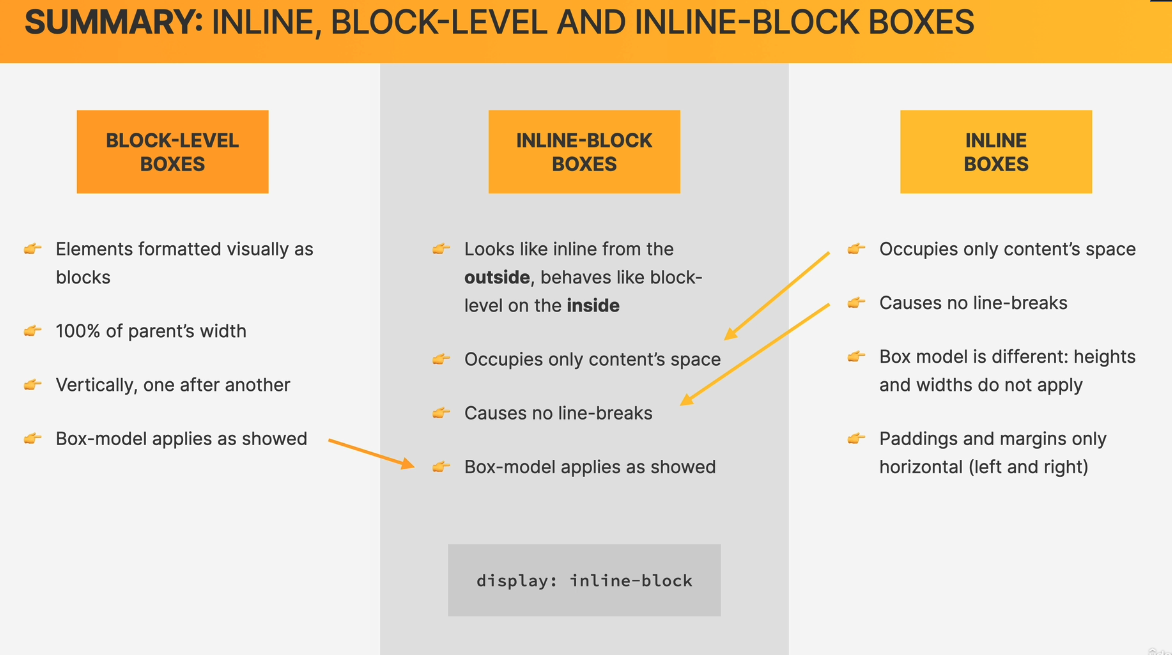 SUMMARY: INLINE, BLOCK-LEVEL AND INLINE-BLOCK BOXES
BLOCK-LEVEL
BOXES
Elements formatted visually as
blocks
100% of parent’s width
Vertically, one after another
Box-model applies as showed
INLINE-BLOCK
BOXES
Looks like inline from the
outside, behaves like block-
level on the inside
Occupies only content’s space
Causes no line-breaks
Box-model applies as showed
display: inline-block
INLINE
BOXES
Occupies only content’s space
Causes no line-breaks
Box model is different: heights
and widths do not apply
Paddings and margins only
horizontal (left and right)